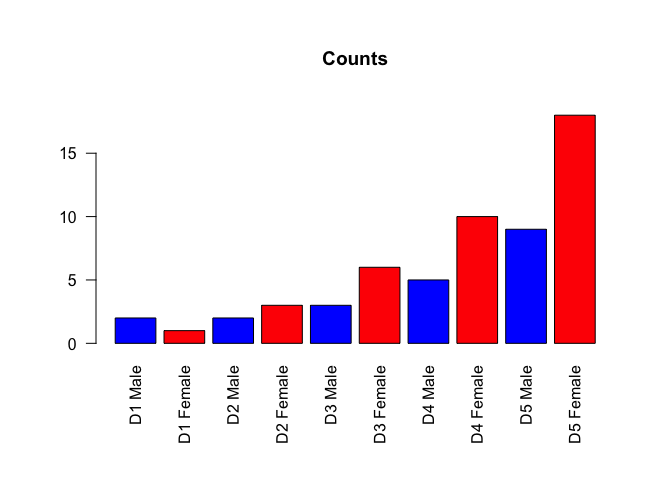 Counts
15
10
5
0
D1 Male
D1 Female
D2 Male
D2 Female
D3 Male
D3 Female
D4 Male
D4 Female
D5 Male
D5 Female